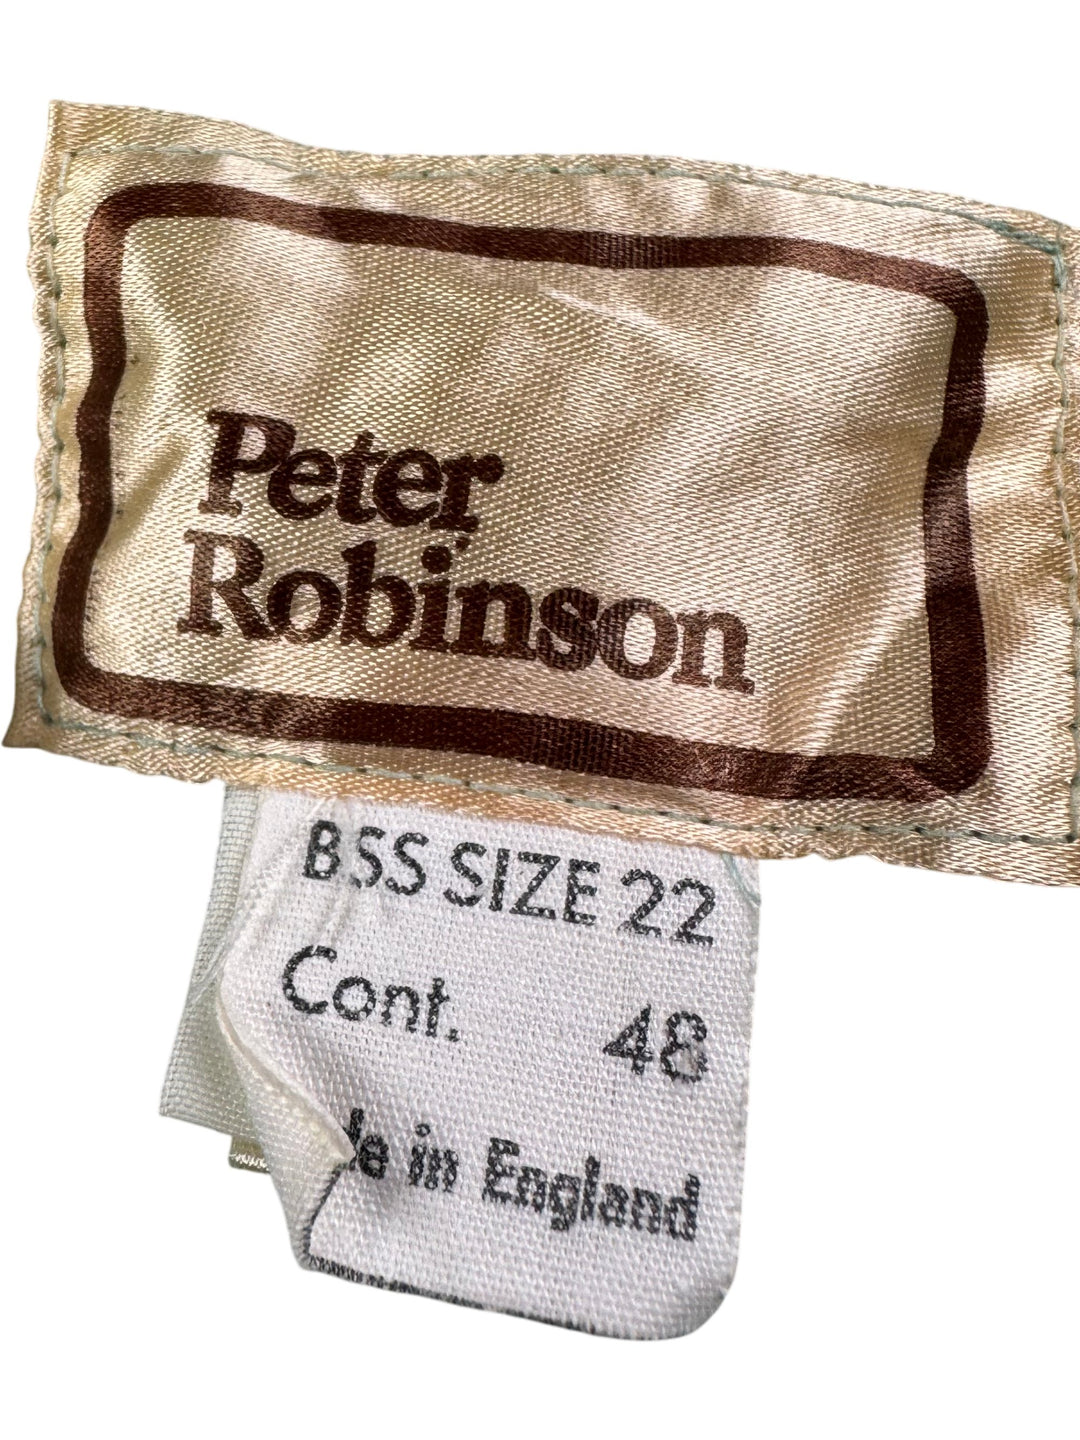 Peter
Robinson
BSS SIZE 22
Cont. 48
de in England